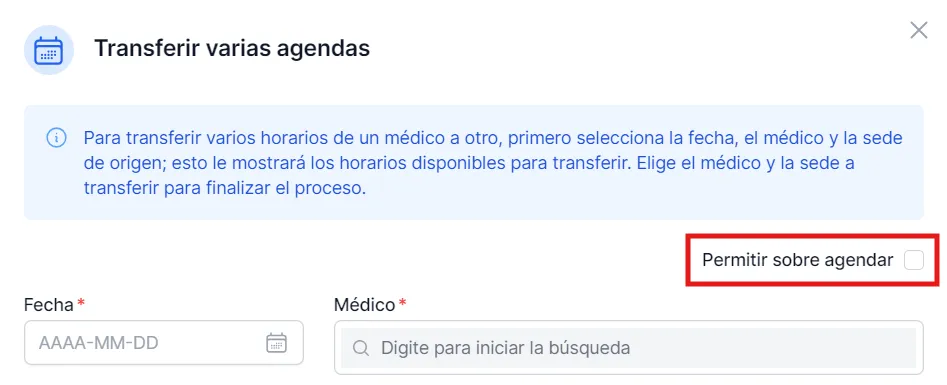 Transferir varias agendas
Para transferir varios horarios de un médico a otro, primero selecciona la fecha, el médico y la sede
de origen; esto le mostrará los horarios disponibles para transferir. Elige el médico y la sede a
transferir para finalizar el proceso.
Permitir sobre agendar
Fecha *
Médico *
AAAA-MM-DD
Digite para iniciar la búsqueda